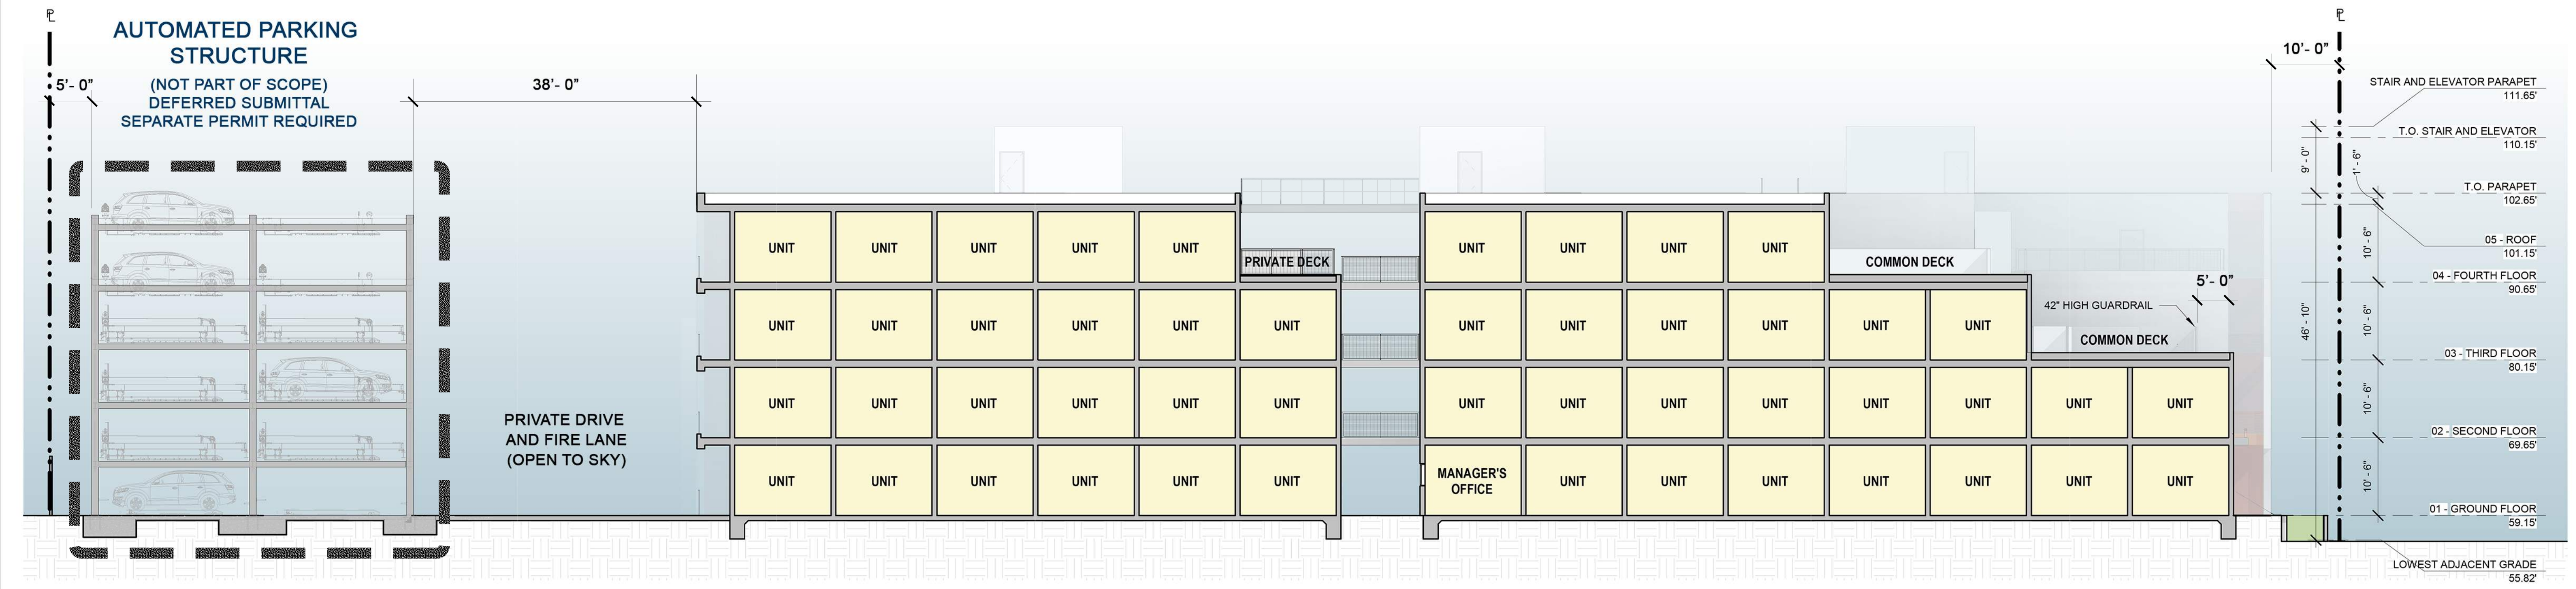 PL
AUTOMATED PARKING
STRUCTURE
(NOT PART OF SCOPE)
DEFERRED SUBMITTAL
SEPARATE PERMIT REQUIRED
5'- 0"
38'- 0"
PL
10'- 0"
STAIR AND ELEVATOR PARAPET
111.65'
T.O. STAIR AND ELEVATOR
110.15'
9' - 0"
1' - 6"
T.O. PARAPET
102.65'
05 - ROOF
101.15'
10' - 6"
04 - FOURTH FLOOR
90.65'
UNIT UNIT UNIT UNIT UNIT PRIVATE DECK UNIT UNIT UNIT UNIT COMMON DECK
5'- 0"
42" HIGH GUARDRAIL
46' - 10"
10' - 6"
UNIT UNIT UNIT UNIT UNIT UNIT UNIT UNIT UNIT UNIT UNIT UNIT COMMON DECK
03 - THIRD FLOOR
80.15'
10' - 6"
UNIT UNIT UNIT UNIT UNIT UNIT UNIT UNIT UNIT UNIT UNIT UNIT UNIT UNIT
PRIVATE DRIVE
AND FIRE LANE
(OPEN TO SKY)
02 - SECOND FLOOR
69.65'
10' - 6"
UNIT UNIT UNIT UNIT UNIT UNIT MANAGER'S
OFFICE
UNIT UNIT UNIT UNIT UNIT UNIT UNIT
01 - GROUND FLOOR
59.15'
LOWEST ADJACENT GRADE
55.82'